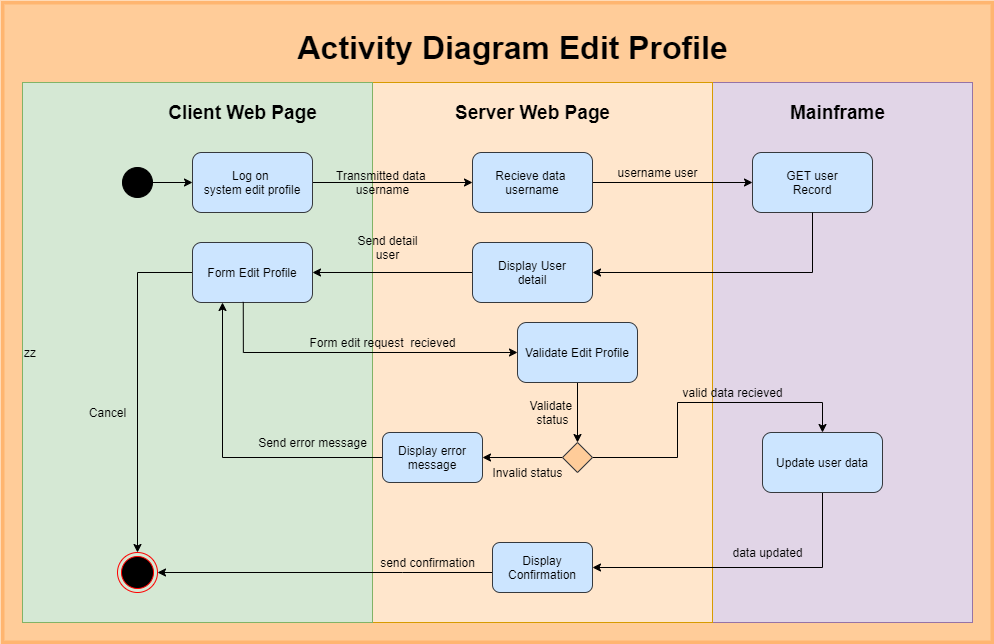 Activity Diagram Edit Profile
Client Web Page
Server Web Page
Mainframe
Log on
system edit profile
Transmitted data
username
Recieve data
username
username user
GET user
Record
Form Edit Profile
Send detail
user
Display User
detail
zz
Form edit request  recieved
Validate Edit Profile
Cancel
Validate
status
valid data recieved
Send error message
Display error
message
Invalid status
Update user data
send confirmation
Display
Confirmation
data updated